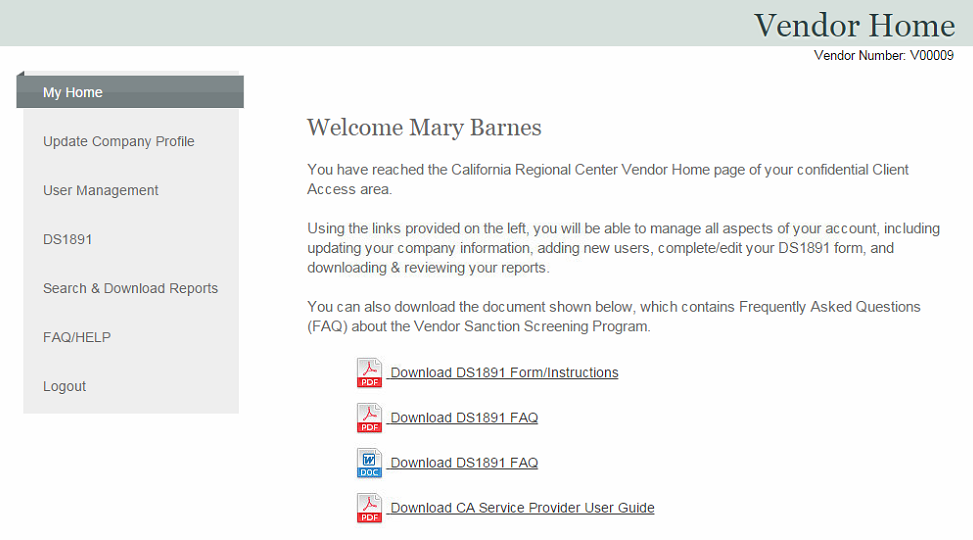 Vendor Home
Vendor Number: V00009
My Home
Update Company Profile
User Management
DS1891
Search & Download Reports
FAQ/HELP
Logout
Welcome Mary Barnes
You have reached the California Regional Center Vendor Home page of your confidential Client
Access area.
Using the links provided on the left, you will be able to manage all aspects of your account, including
updating your company information, adding new users, complete/edit your DS1891 form, and
downloading & reviewing your reports.
You can also download the document shown below, which contains Frequently Asked Questions
(FAQ) about the Vendor Sanction Screening Program.
PDF Download DS1891 Form/Instructions
PDF Download DS1891 FAQ
W DOC Download DS1891 FAQ
PDF Download CA Service Provider User Guide